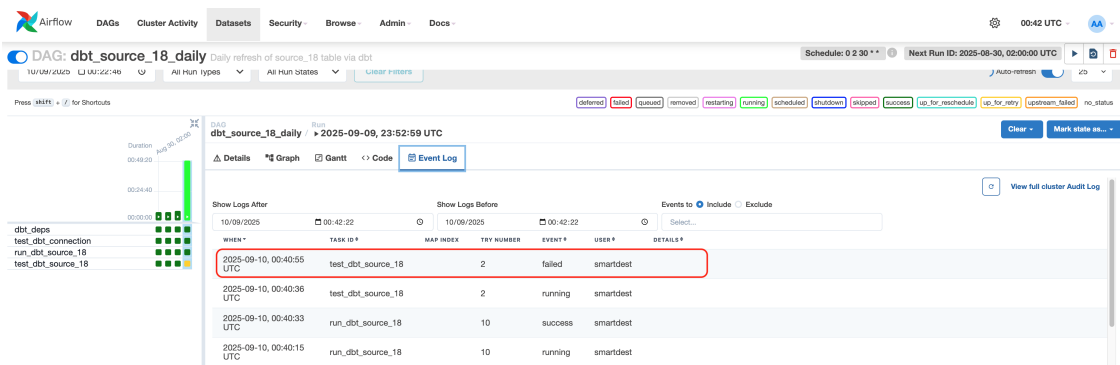 Airflow
DAGs
Cluster Activity
Datasets
Security
Browse
Admin
Docs
00:42 UTC
AA
DAG: dbt_source_18_daily Daily refresh of source_18 table via dbt
Schedule: 0 2 30 * *
Next Run ID: 2025-08-30, 02:00:00 UTC
10/09/2025 00:22:46
All Run Types
All Run States
Clear Filters
Auto-refresh
25
Press shift + / for Shortcuts
deferred failed queued removed restarting running scheduled shutdown skipped success up_for_reschedule up_for_retry upstream_failed no_status
Duration
Aug 30, 02:00
00:49:20
00:24:40
00:00:00
dbt_deps
test_dbt_connection
run_dbt_source_18
test_dbt_source_18
DAG
dbt_source_18_daily /
Run
2025-09-09, 23:52:59 UTC
Clear
Mark state as...
Details
Graph
Gantt
Code
Event Log
View full cluster Audit Log
Show Logs After
Show Logs Before
Events to Include Exclude
10/09/2025 00:42:22
10/09/2025 00:42:22
Select...
WHEN TASK ID MAP INDEX TRY NUMBER EVENT USER DETAILS
2025-09-10, 00:40:55 UTC test_dbt_source_18 2 failed smartdest
2025-09-10, 00:40:36 UTC test_dbt_source_18 2 running smartdest
2025-09-10, 00:40:33 UTC run_dbt_source_18 10 success smartdest
2025-09-10, 00:40:15 UTC run_dbt_source_18 10 running smartdest